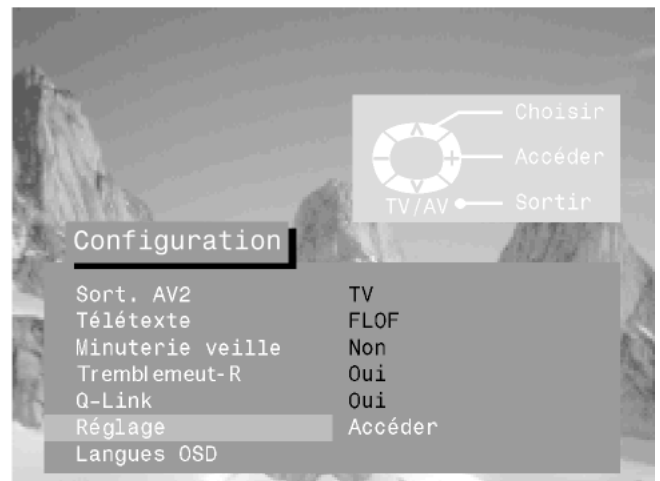 Choisir
Accéder
TV/AV Sortir
Configuration
Sort. AV2 TV
Télétexte FLOF
Minuterie veille Non
Tremblemeut-R Oui
Q-Link Oui
Réglage Accéder
Langues OSD